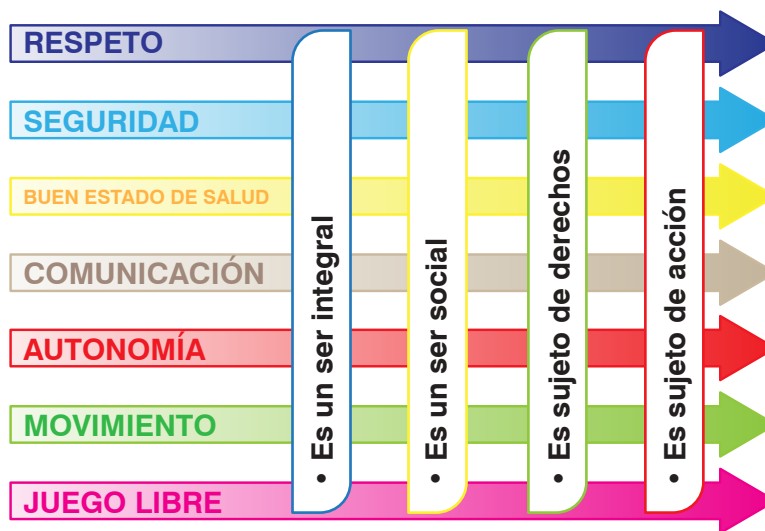 RESPETO
SEGURIDAD
BUEN ESTADO DE SALUD
COMUNICACIÓN
AUTONOMÍA
MOVIMIENTO
JUEGO LIBRE
• Es un ser integral
• Es un ser social
• Es sujeto de derechos
• Es sujeto de acción